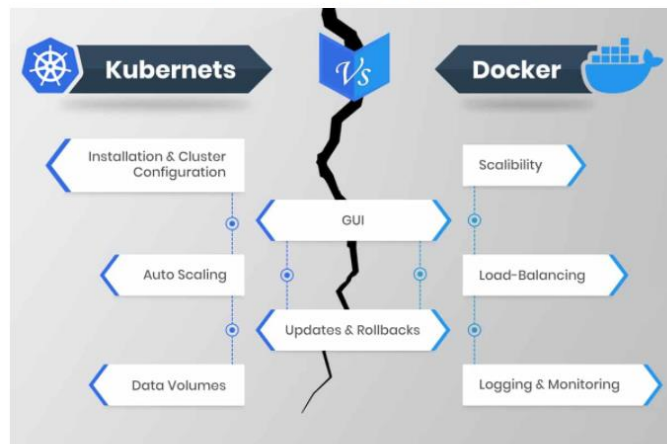 Kubernets
Vs
Docker
Installation & Cluster
Configuration
Scalibility
GUI
Auto Scaling
Load-Balancing
Updates & Rollbacks
Data Volumes
Logging & Monitoring